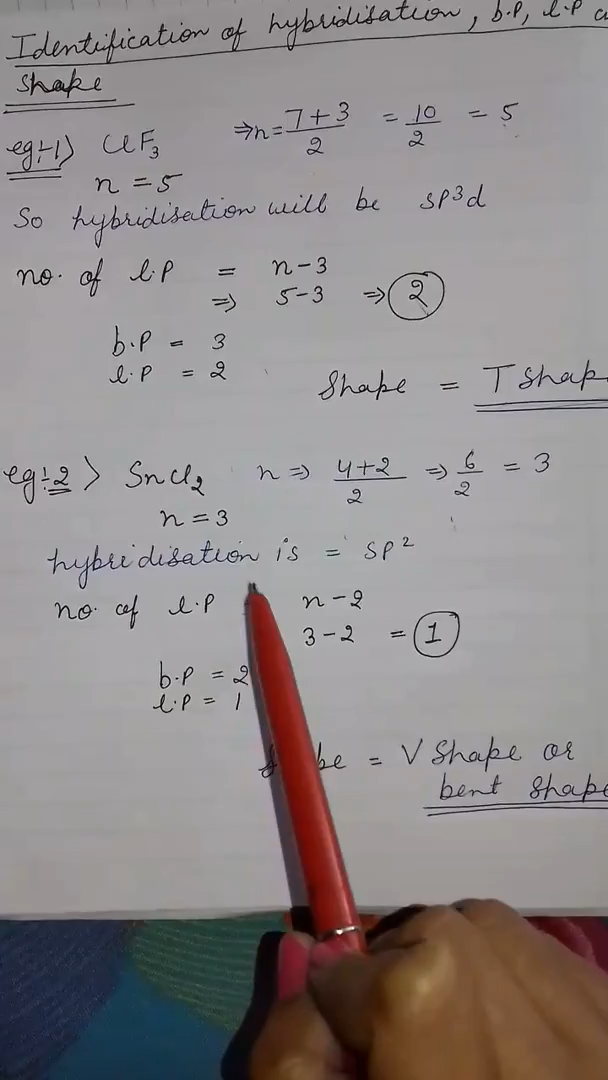 Identification of hybridisation, b.p, l.p a
shape
eg:-1) ClF3 ⇒n= 7+3/2 = 10/2 = 5
n = 5
So hybridisation will be sp³d
no. of l.P = n-3
⇒ 5-3 ⇒ 2
b.P = 3
l.P = 2
Shape = T Shap
eg:-2> SnCl2 n ⇒ 4+2/2 ⇒ 6/2 = 3
n = 3
hybridisation is = sp²
no. of l.P n-2
3-2 = 1
b.P = 2
l.P = 1
= V Shape or
bent Shape